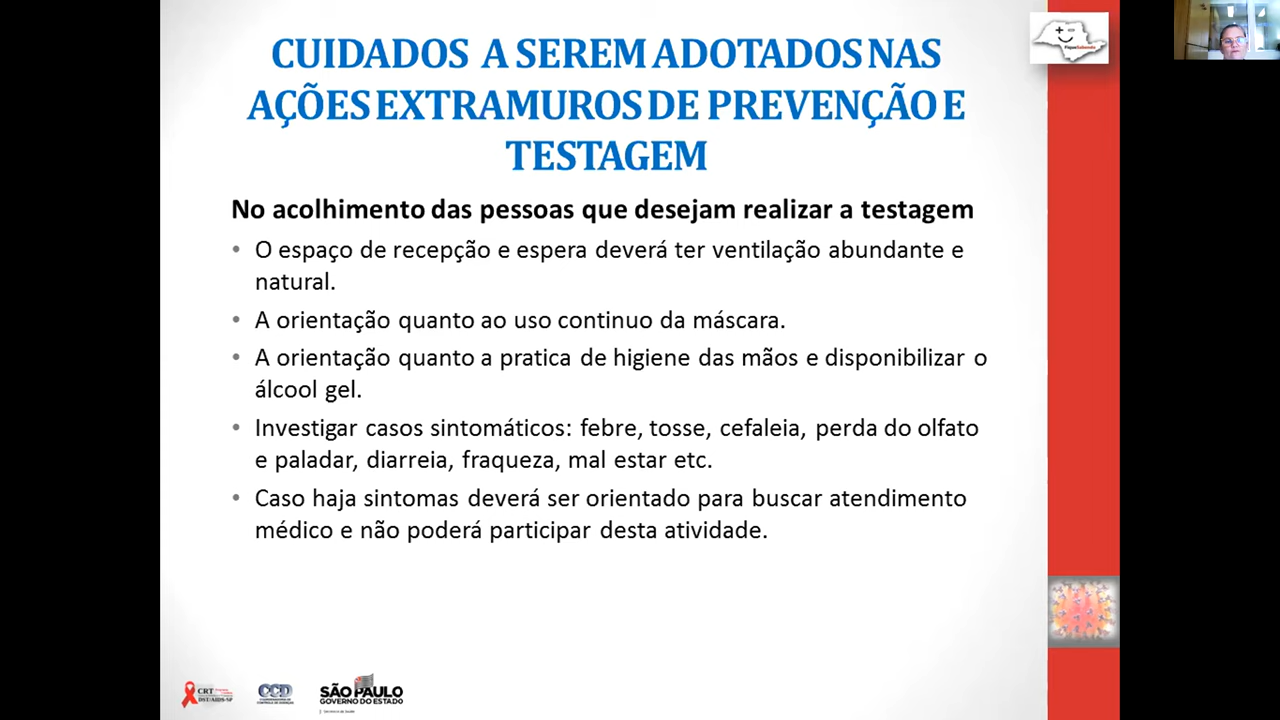 CUIDADOS A SEREM ADOTADOS NAS
AÇÕES EXTRAMUROS DE PREVENÇÃO E
TESTAGEM
No acolhimento das pessoas que desejam realizar a testagem
• O espaço de recepção e espera deverá ter ventilação abundante e
natural.
• A orientação quanto ao uso continuo da máscara.
• A orientação quanto a pratica de higiene das mãos e disponibilizar o
álcool gel.
• Investigar casos sintomáticos: febre, tosse, cefaleia, perda do olfato
e paladar, diarreia, fraqueza, mal estar etc.
• Caso haja sintomas deverá ser orientado para buscar atendimento
médico e não poderá participar desta atividade.
FiqueSabendo
CRT
DST/AIDS-SP
CCD
SÃO PAULO
GOVERNO DO ESTADO